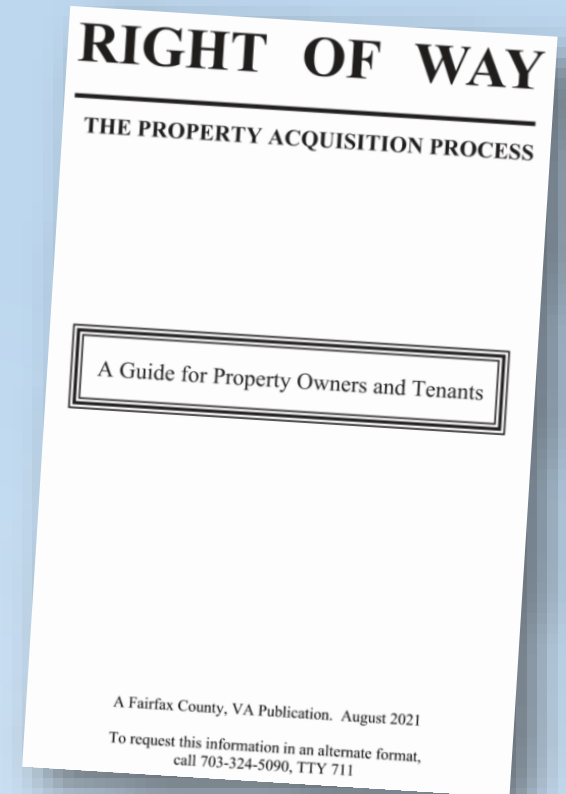 RIGHT OF WAY
THE PROPERTY ACQUISITION PROCESS
A Guide for Property Owners and Tenants
A Fairfax County, VA Publication.  August 2021
To request this information in an alternate format,
call 703-324-5090, TTY 711